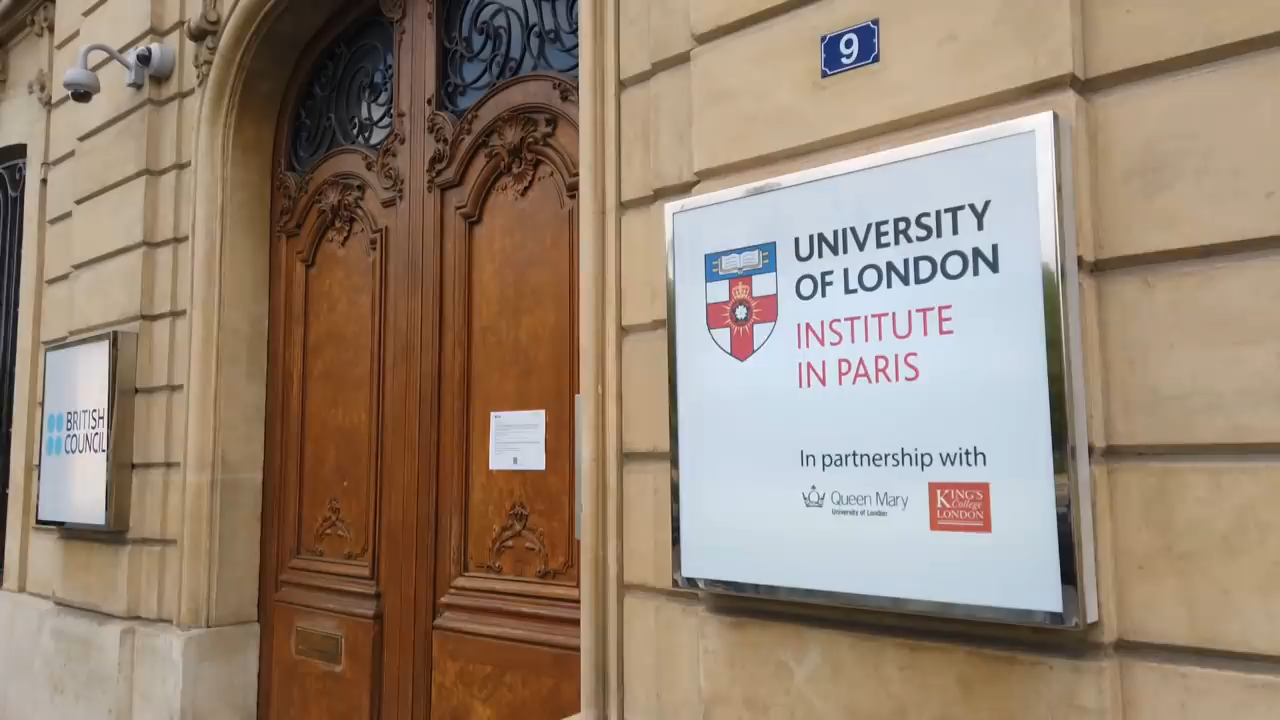 9
UNIVERSITY
OF LONDON
INSTITUTE
IN PARIS
In partnership with
Queen Mary
University of London
KING'S
College
LONDON
BRITISH
COUNCIL